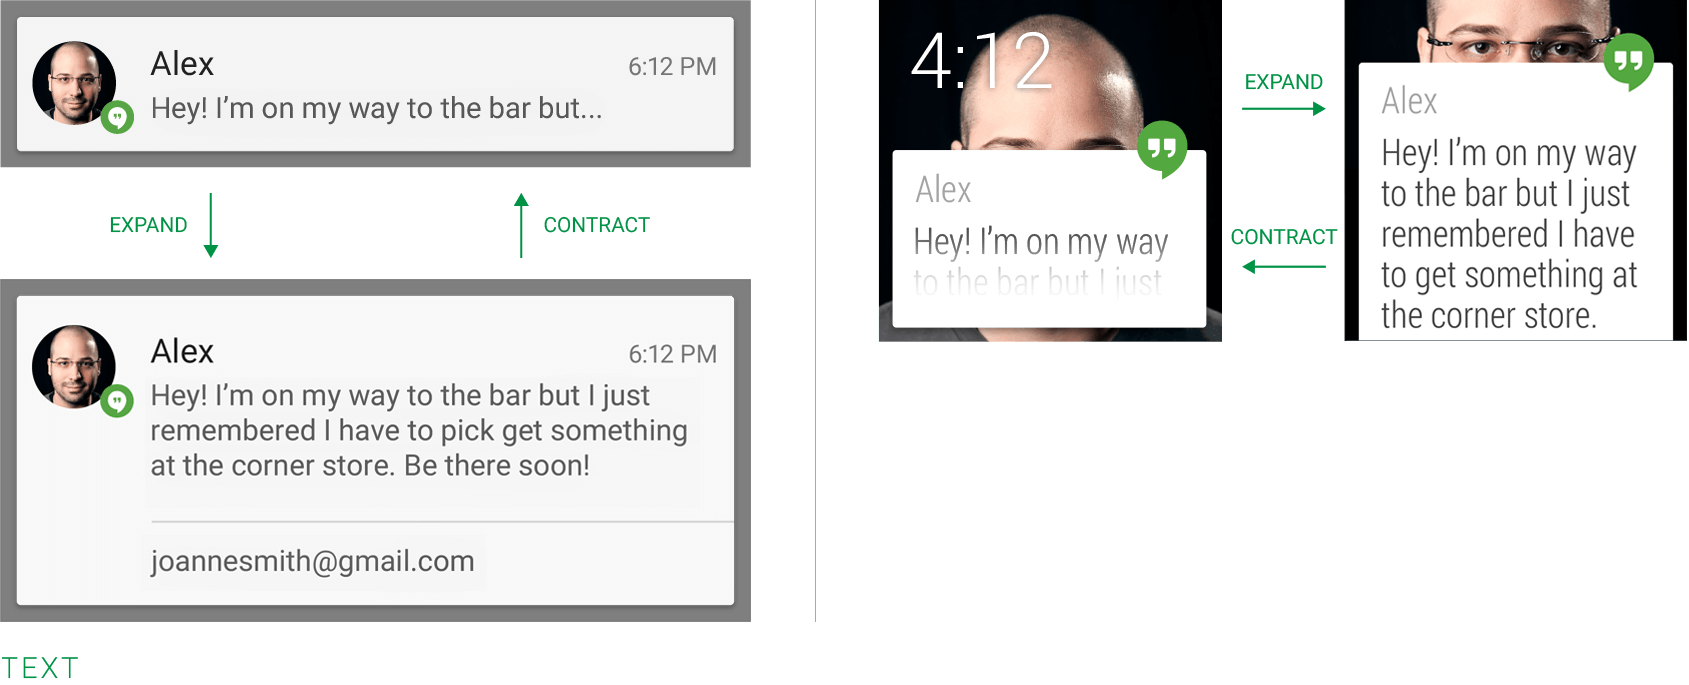 Alex
6:12 PM
Hey! I’m on my way to the bar but...
EXPAND
CONTRACT
Alex
6:12 PM
Hey! I’m on my way to the bar but I just
remembered I have to pick get something
at the corner store. Be there soon!
joannesmith@gmail.com
TEXT
4:12
Alex
Hey! I’m on my way
to the bar but I just
EXPAND
CONTRACT
Alex
Hey! I’m on my way
to the bar but I just
remembered I have
to get something at
the corner store.